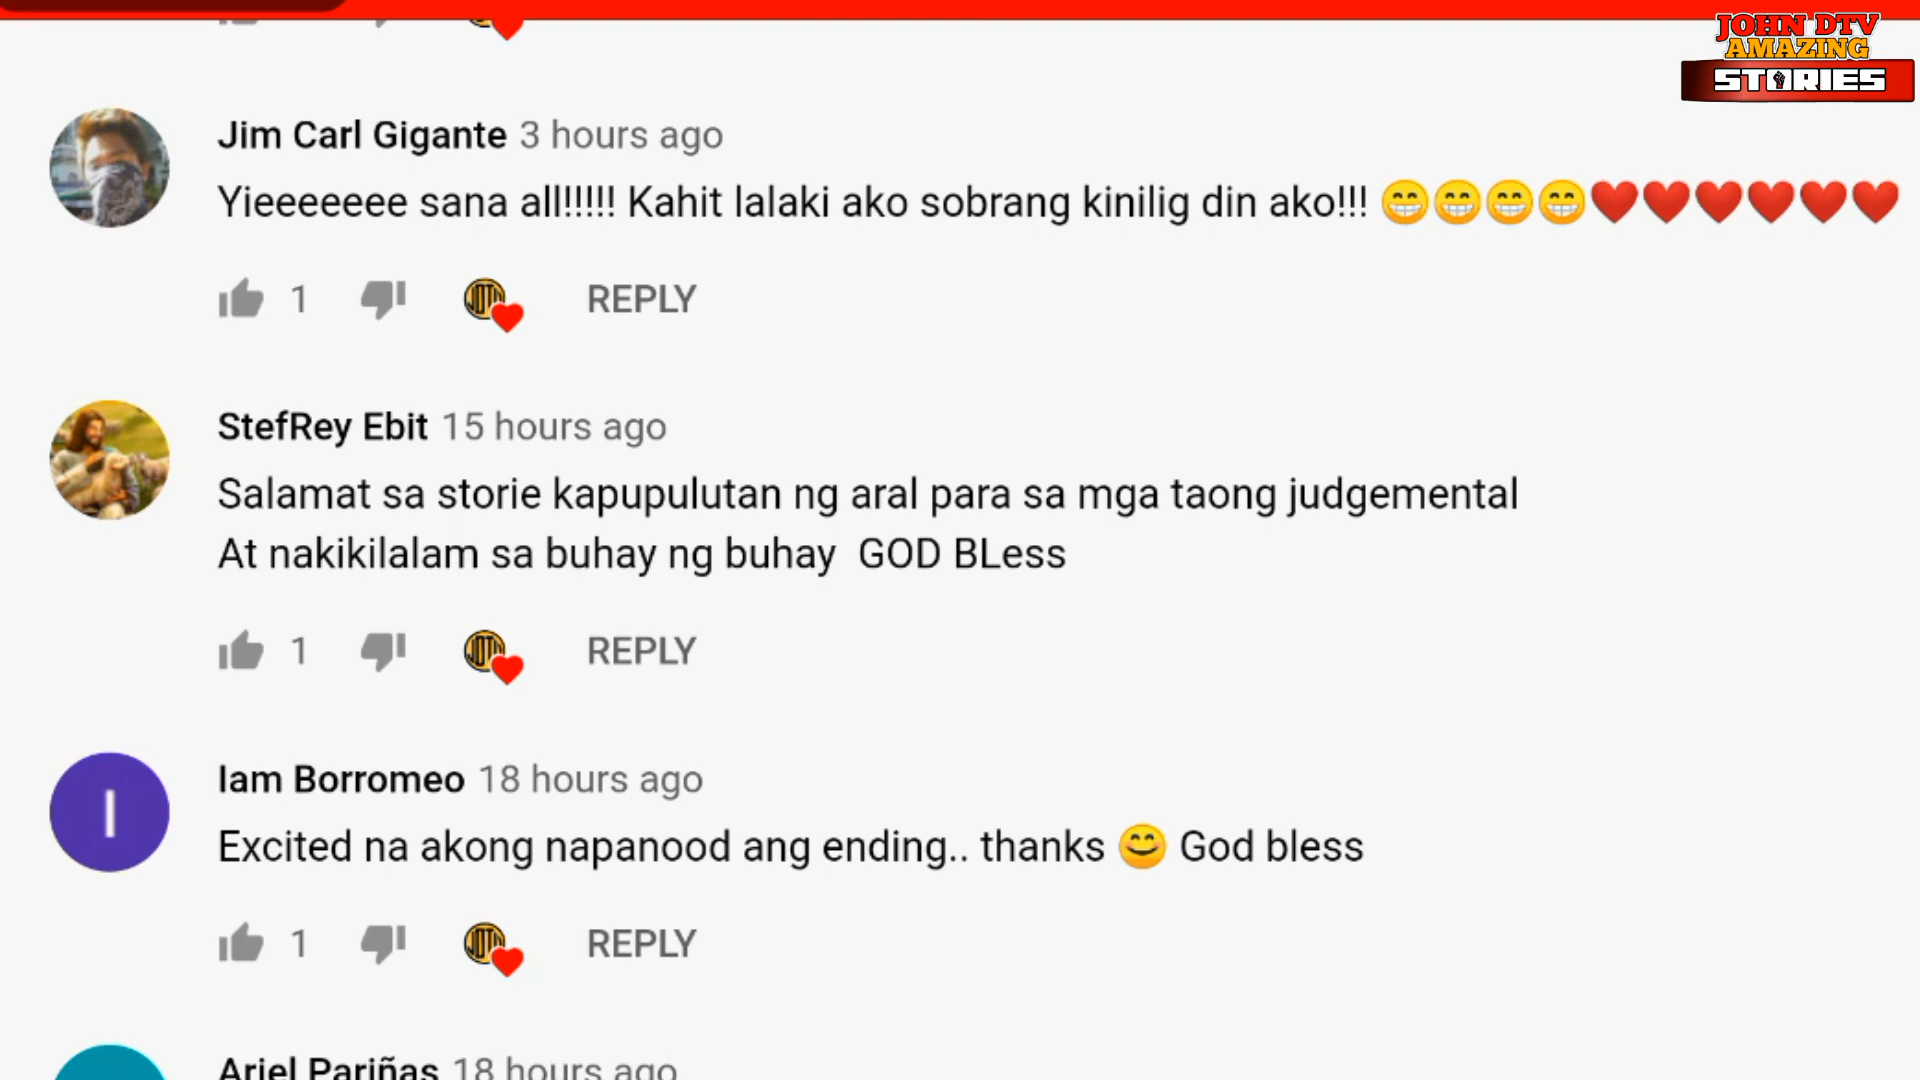 JOHN DTV
AMAZING
STORIES
Jim Carl Gigante 3 hours ago
Yieeeeeee sana all!!!!! Kahit lalaki ako sobrang kinilig din ako!!! 😁😁😁😁❤️❤️❤️❤️❤️❤️
1 REPLY
StefRey Ebit 15 hours ago
Salamat sa storie kapupulutan ng aral para sa mga taong judgemental
At nakikilalam sa buhay ng buhay  GOD BLess
1 REPLY
I
Iam Borromeo 18 hours ago
Excited na akong napanood ang ending.. thanks 😊 God bless
1 REPLY
Ariel Pariñas 18 hours ago